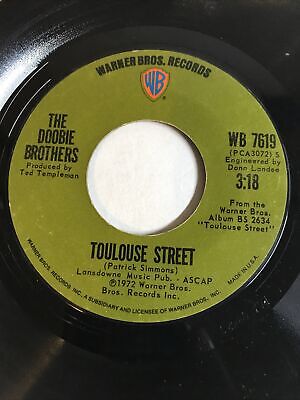 WARNER BROS. RECORDS
WB
THE
DOOBIE
BROTHERS
Produced by
Ted Templeman
WB 7619
(PCA3072) S
Engineered by
Donn Landee
3:18
From the
Warner Bros.
Album BS 2634
"Toulouse Street"
TOULOUSE STREET
(Patrick Simmons)
Lansdowne Music Pub. - ASCAP
℗1972 Warner Bros.
Bros. Records Inc.
MADE IN U.S.A.
WARNER BROS. RECORDS INC., A SUBSIDIARY AND LICENSEE OF WARNER BROS. INC.